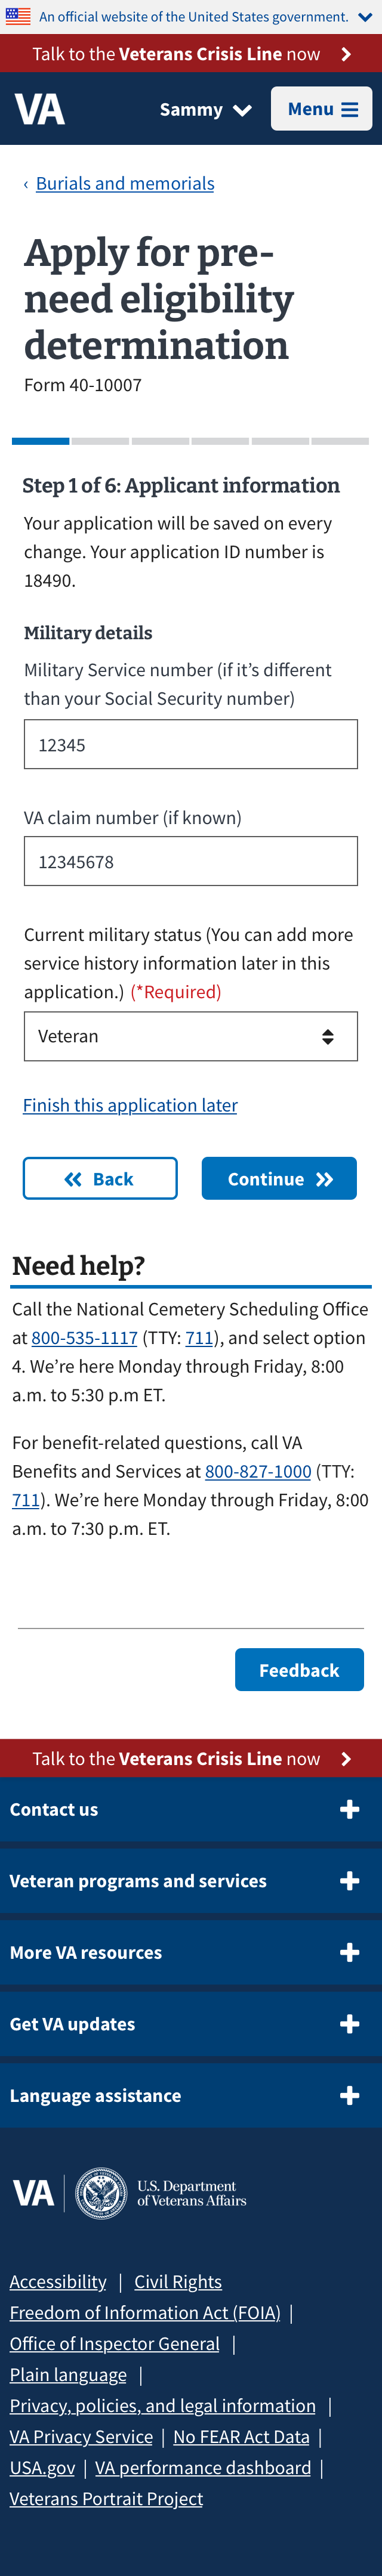 An official website of the United States government.
Talk to the Veterans Crisis Line now
VA
Sammy
Menu
‹ Burials and memorials
Apply for pre-
need eligibility
determination
Form 40-10007
Step 1 of 6: Applicant information
Your application will be saved on every
change. Your application ID number is
18490.
Military details
Military Service number (if it’s different
than your Social Security number)
12345
VA claim number (if known)
12345678
Current military status (You can add more
service history information later in this
application.) (*Required)
Veteran
Finish this application later
Back
Continue
Need help?
Call the National Cemetery Scheduling Office
at 800-535-1117 (TTY: 711), and select option
4. We’re here Monday through Friday, 8:00
a.m. to 5:30 p.m ET.
For benefit-related questions, call VA
Benefits and Services at 800-827-1000 (TTY:
711). We’re here Monday through Friday, 8:00
a.m. to 7:30 p.m. ET.
Feedback
Talk to the Veterans Crisis Line now
Contact us
Veteran programs and services
More VA resources
Get VA updates
Language assistance
VA | U.S. Department
of Veterans Affairs
Accessibility | Civil Rights
Freedom of Information Act (FOIA) |
Office of Inspector General |
Plain language |
Privacy, policies, and legal information |
VA Privacy Service | No FEAR Act Data |
USA.gov | VA performance dashboard |
Veterans Portrait Project